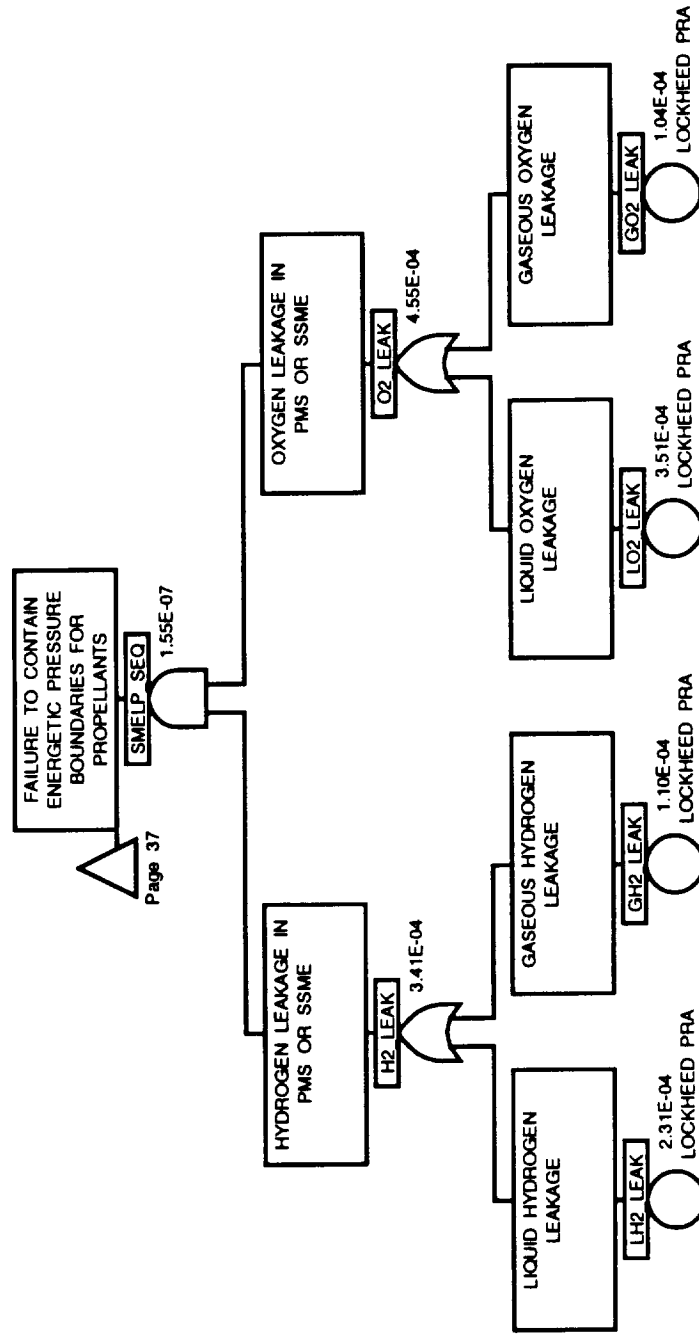 FAILURE TO CONTAIN
ENERGETIC PRESSURE
BOUNDARIES FOR
PROPELLANTS
Page 37
SMELP SEQ
1.55E-07
HYDROGEN LEAKAGE IN
PMS OR SSME
H2 LEAK
3.41E-04
OXYGEN LEAKAGE IN
PMS OR SSME
O2 LEAK
4.55E-04
LIQUID HYDROGEN
LEAKAGE
LH2 LEAK
2.31E-04
LOCKHEED PRA
GASEOUS HYDROGEN
LEAKAGE
GH2 LEAK
1.10E-04
LOCKHEED PRA
LIQUID OXYGEN
LEAKAGE
LO2 LEAK
3.51E-04
LOCKHEED PRA
GASEOUS OXYGEN
LEAKAGE
GO2 LEAK
1.04E-04
LOCKHEED PRA